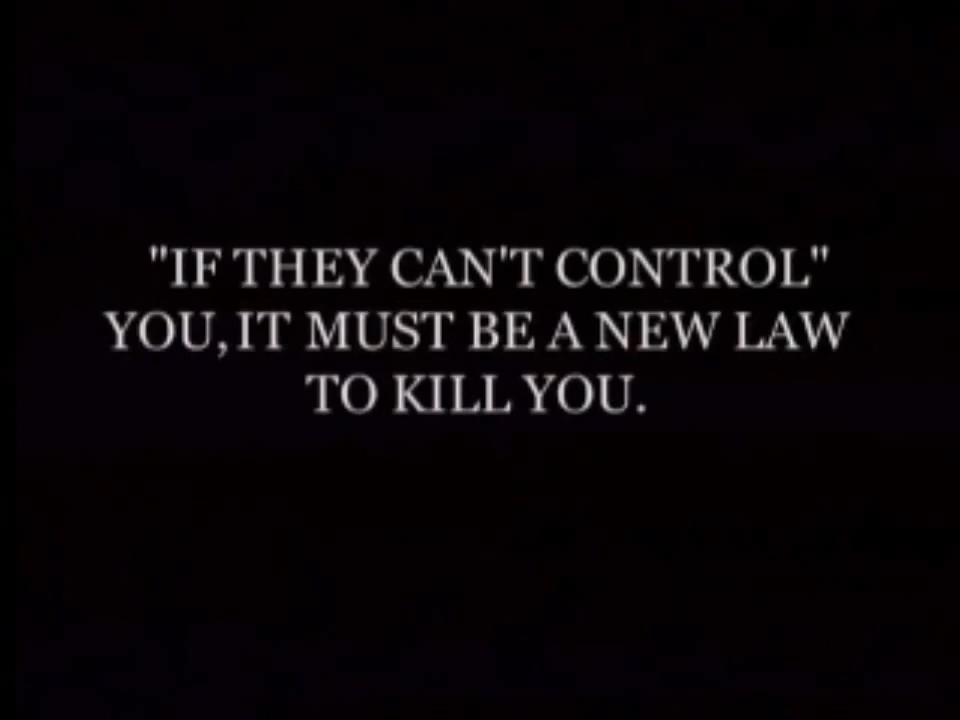 "IF THEY CAN'T CONTROL"
YOU,IT MUST BE A NEW LAW
TO KILL YOU.